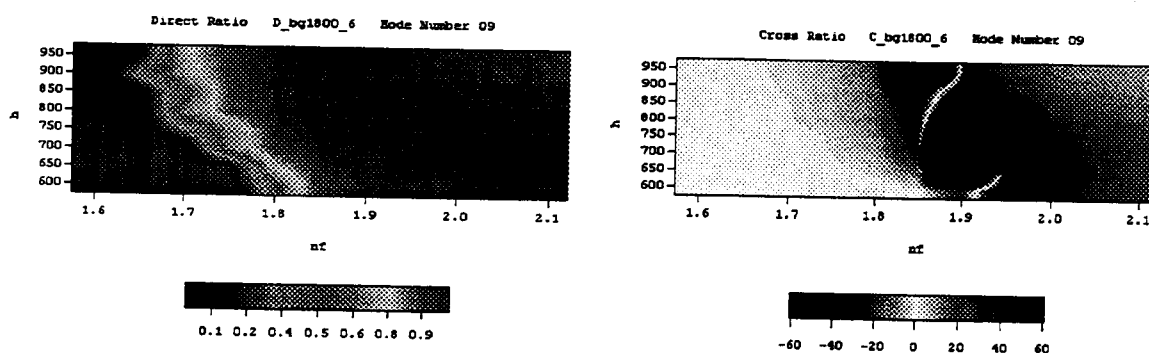 Direct Ratio D_bg1800_6 Mode Number 09
950
900
850
800
750
700
650
600
h
1.6 1.7 1.8 1.9 2.0 2.1
nf
0.1 0.2 0.4 0.5 0.6 0.8 0.9
Cross Ratio C_bg1800_6 Mode Number 09
950
900
850
800
750
700
650
600
h
1.6 1.7 1.8 1.9 2.0 2.1
nf
-60 -40 -20 0 20 40 60